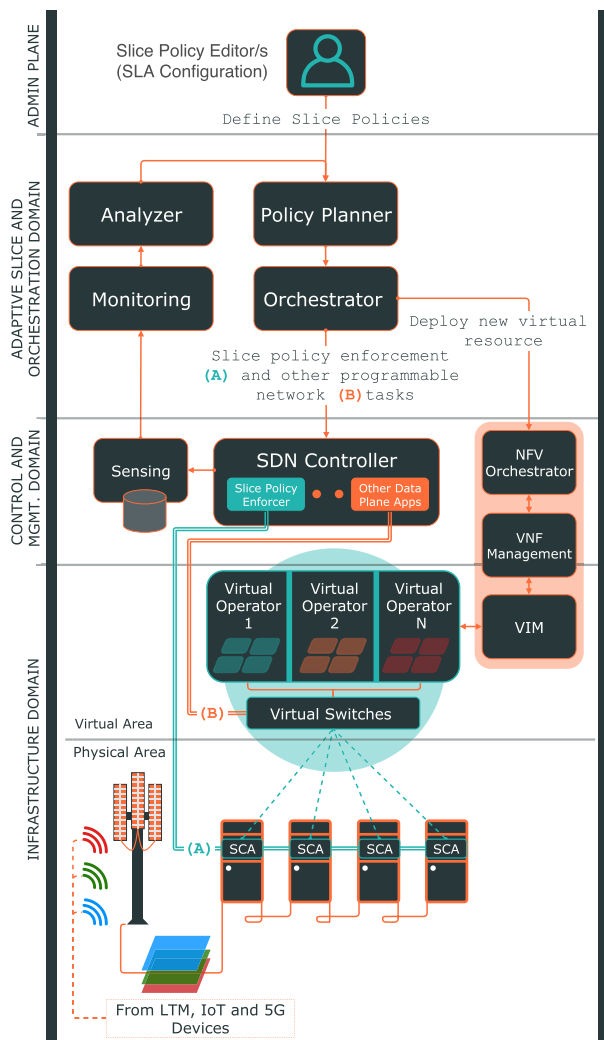 ADMIN PLANE
Slice Policy Editor/s
(SLA Configuration)
Define Slice Policies
ADAPTIVE SLICE AND
ORCHESTRATION DOMAIN
Analyzer
Policy Planner
Monitoring
Orchestrator
Deploy new virtual
resource
Slice policy enforcement
(A) and other programmable
network (B) tasks
CONTROL AND
MGMT. DOMAIN
Sensing
SDN Controller
Slice Policy
Enforcer
Other Data
Plane Apps
NFV
Orchestrator
VNF
Management
VIM
INFRASTRUCTURE DOMAIN
Virtual
Operator
1
Virtual
Operator
2
Virtual
Operator
N
(B)
Virtual Switches
Virtual Area
Physical Area
(A)
SCA
SCA
SCA
SCA
From LTM, IoT and 5G
Devices